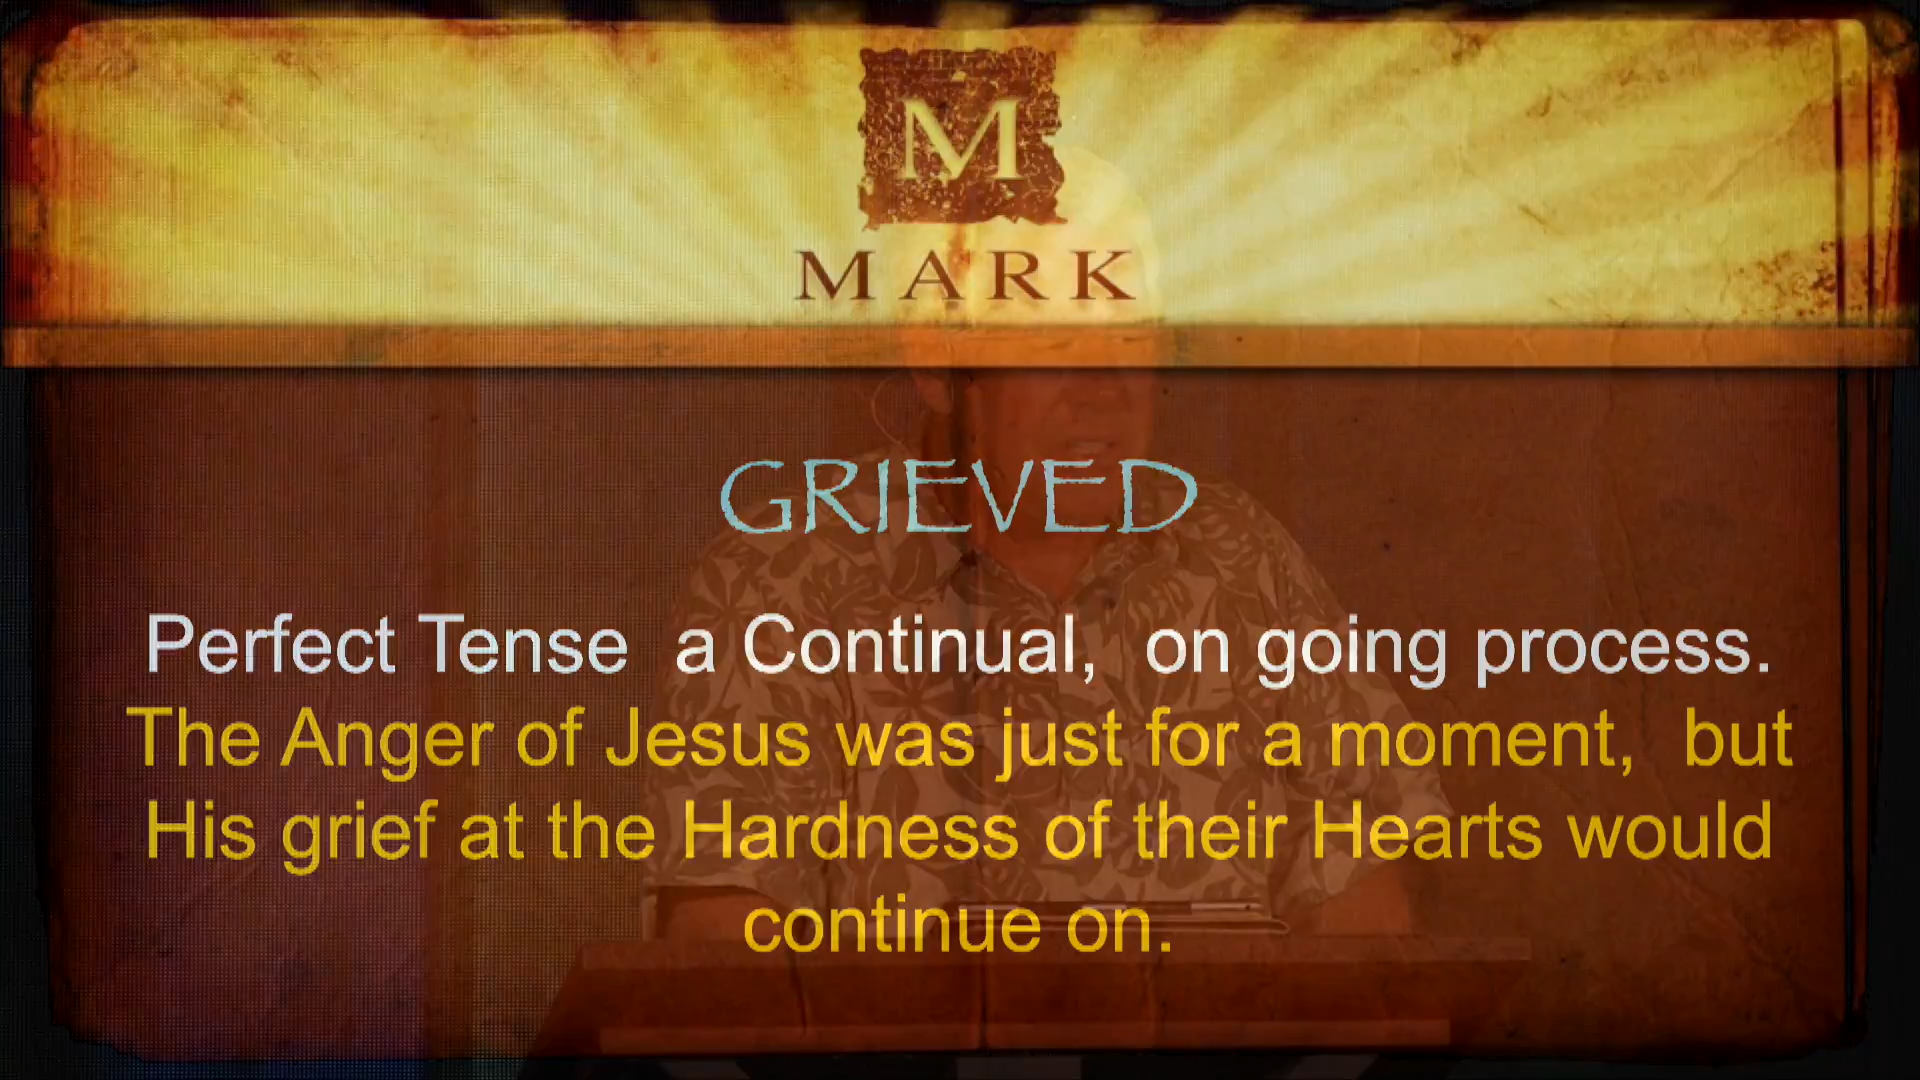 M
MARK
GRIEVED
Perfect Tense a Continual, on going process.
The Anger of Jesus was just for a moment, but
His grief at the Hardness of their Hearts would
continue on.